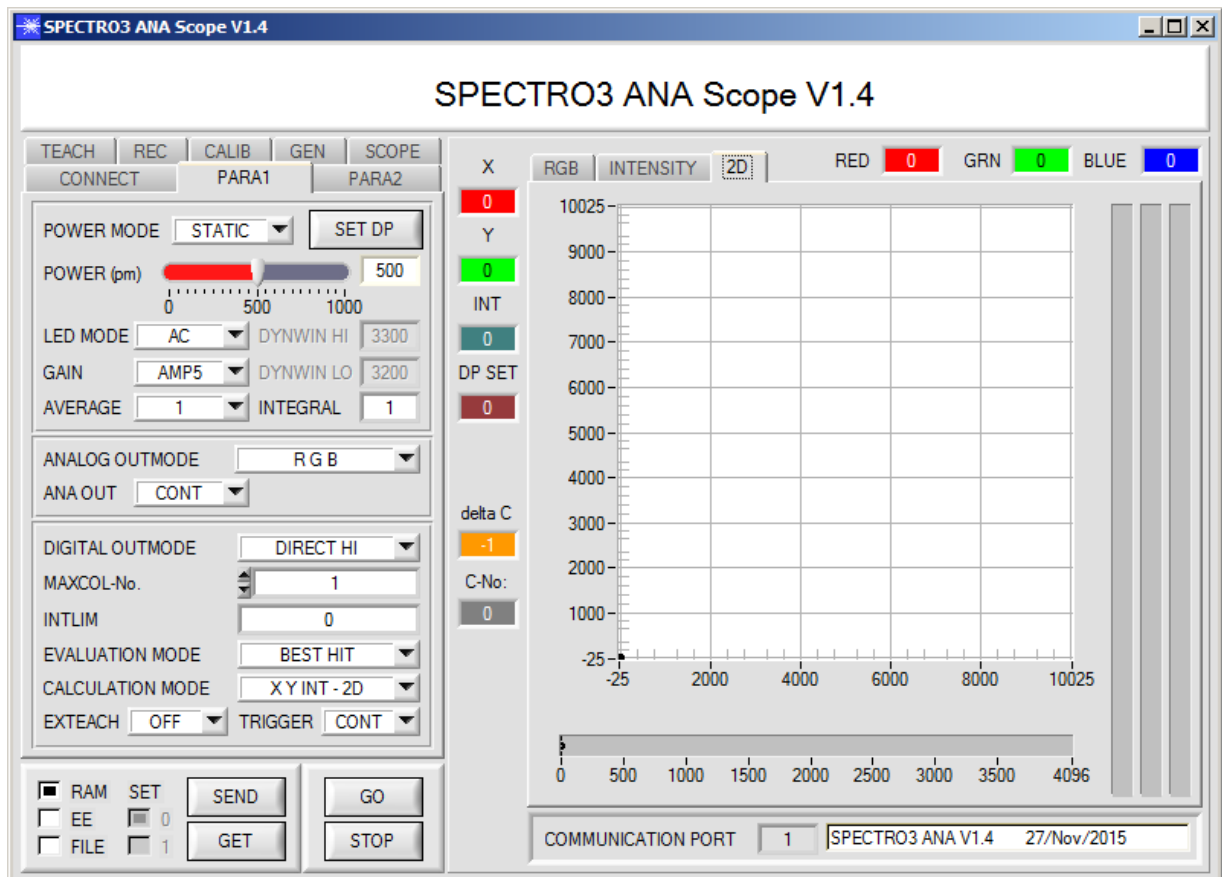 SPECTRO3 ANA Scope V1.4
SPECTRO3 ANA Scope V1.4
TEACH REC CALIB GEN SCOPE
CONNECT PARA1 PARA2
POWER MODE STATIC SET DP
POWER (pm) 500
0 500 1000
LED MODE AC DYNWIN HI 3300
GAIN AMP5 DYNWIN LO 3200
AVERAGE 1 INTEGRAL 1
ANALOG OUTMODE R G B
ANA OUT CONT
DIGITAL OUTMODE DIRECT HI
MAXCOL-No. 1
INTLIM 0
EVALUATION MODE BEST HIT
CALCULATION MODE X Y INT - 2D
EXTEACH OFF TRIGGER CONT
RAM SET SEND GO
EE 0
FILE 1 GET STOP
X
0
Y
0
INT
0
DP SET
0
delta C
-1
C-No:
0
RGB INTENSITY 2D RED 0 GRN 0 BLUE 0
10025
9000
8000
7000
6000
5000
4000
3000
2000
1000
-25
-25 2000 4000 6000 8000 10025
0 500 1000 1500 2000 2500 3000 3500 4096
COMMUNICATION PORT 1 SPECTRO3 ANA V1.4 27/Nov/2015